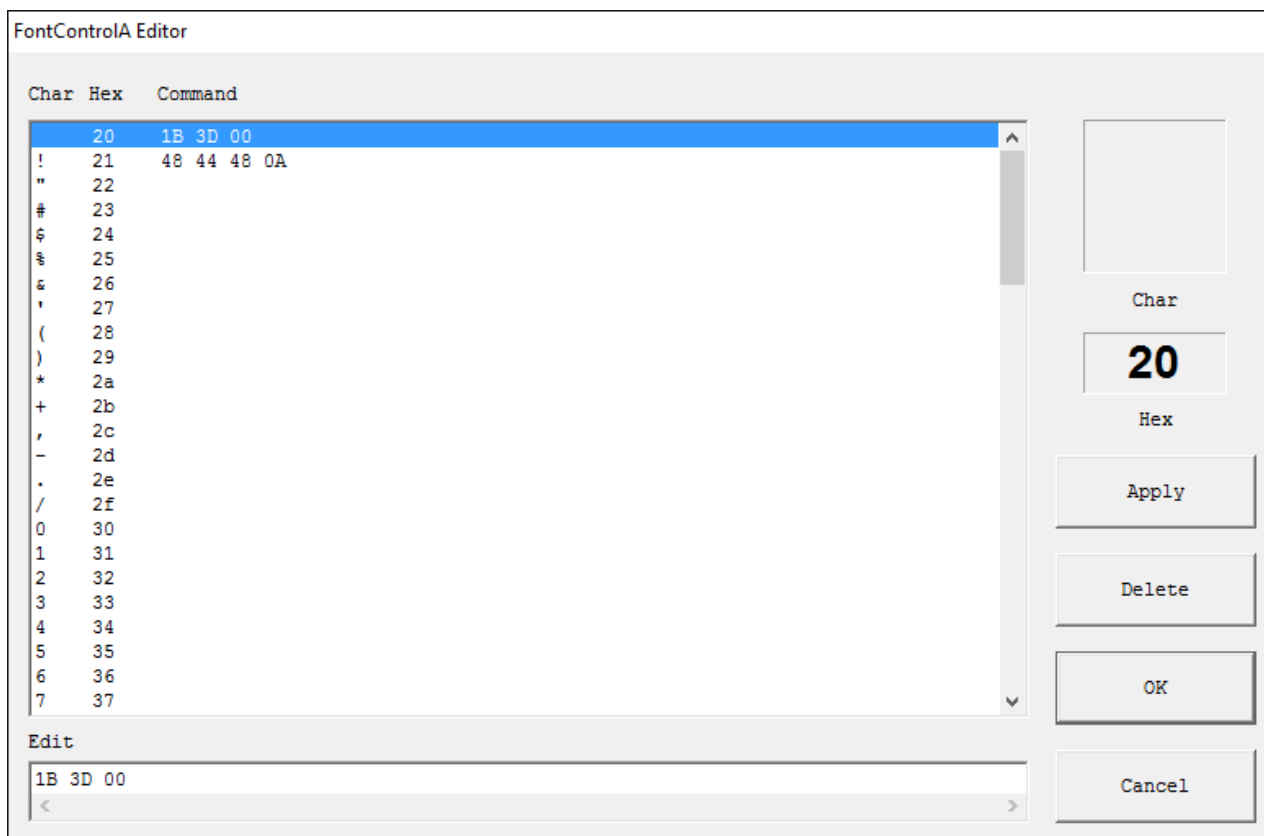 FontControlA Editor
Char Hex Command
20 1B 3D 00
! 21 48 44 48 0A
" 22
# 23
$ 24
% 25
& 26
' 27
( 28
) 29
* 2a
+ 2b
, 2c
- 2d
. 2e
/ 2f
0 30
1 31
2 32
3 33
4 34
5 35
6 36
7 37
Char
20
Hex
Apply
Delete
OK
Cancel
Edit
1B 3D 00